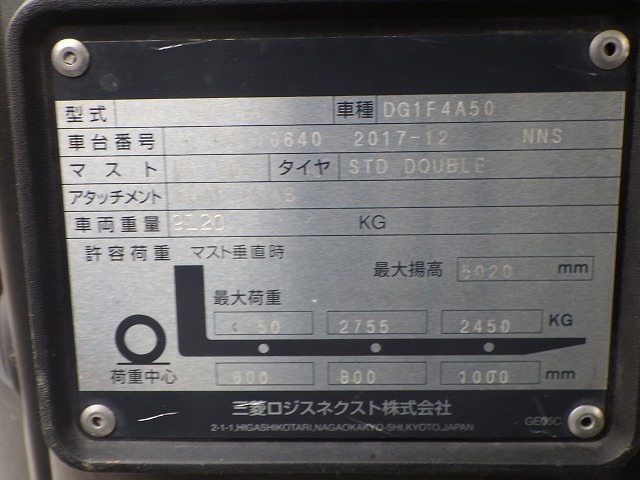 型式 車種 DG1F4A50
車台番号 0640 2017-12 NNS
マスト タイヤ STD DOUBLE
アタッチメント
車両重量 KG
許容荷重 マスト垂直時
最大揚高 5020 mm
最大荷重
2755 2450 KG
荷重中心 600 800 1000 mm
三菱ロジスネクスト株式会社
2-1-1,HIGASHIKOTARI,NAGAOKAKYO-SHI,KYOTO,JAPAN GE05C